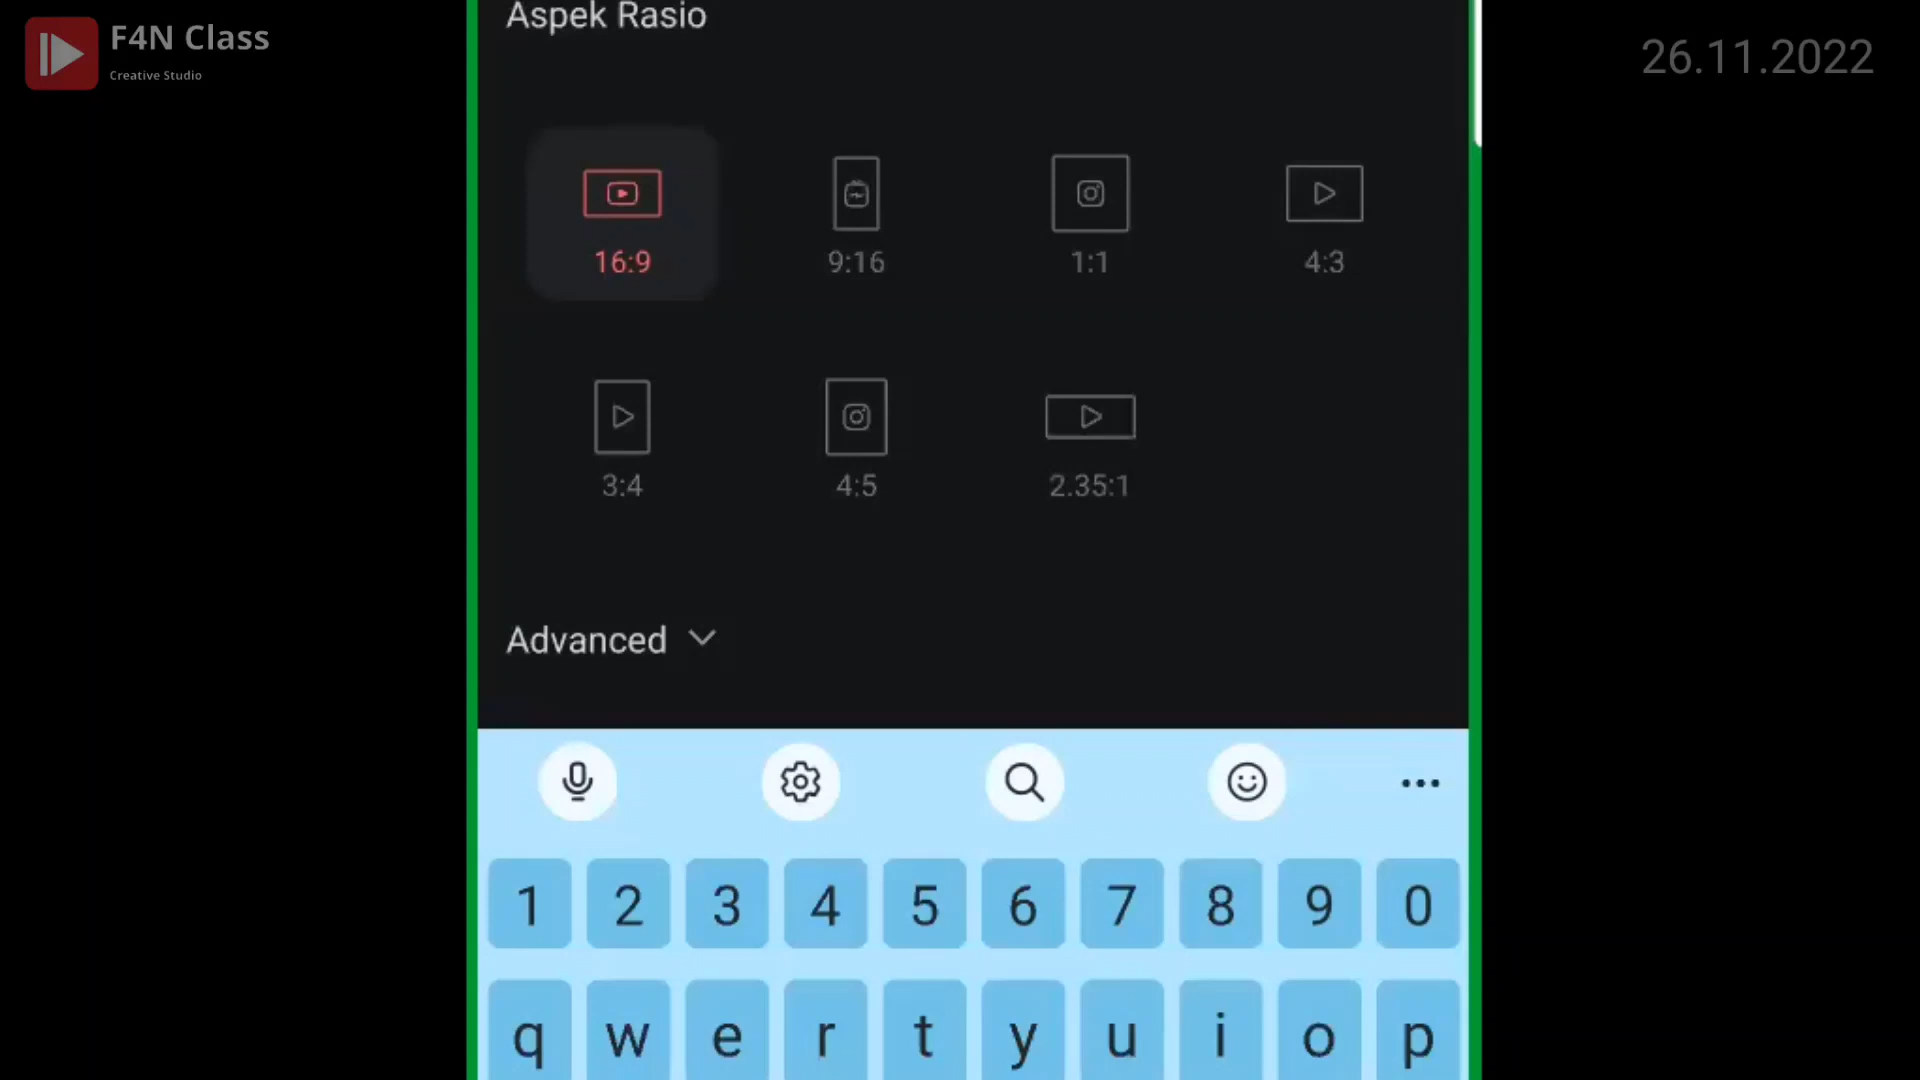 F4N Class
Creative Studio
26.11.2022
Aspek Rasio
16:9
9:16
1:1
4:3
3:4
4:5
2.35:1
Advanced
1 2 3 4 5 6 7 8 9 0
q w e r t y u i o p